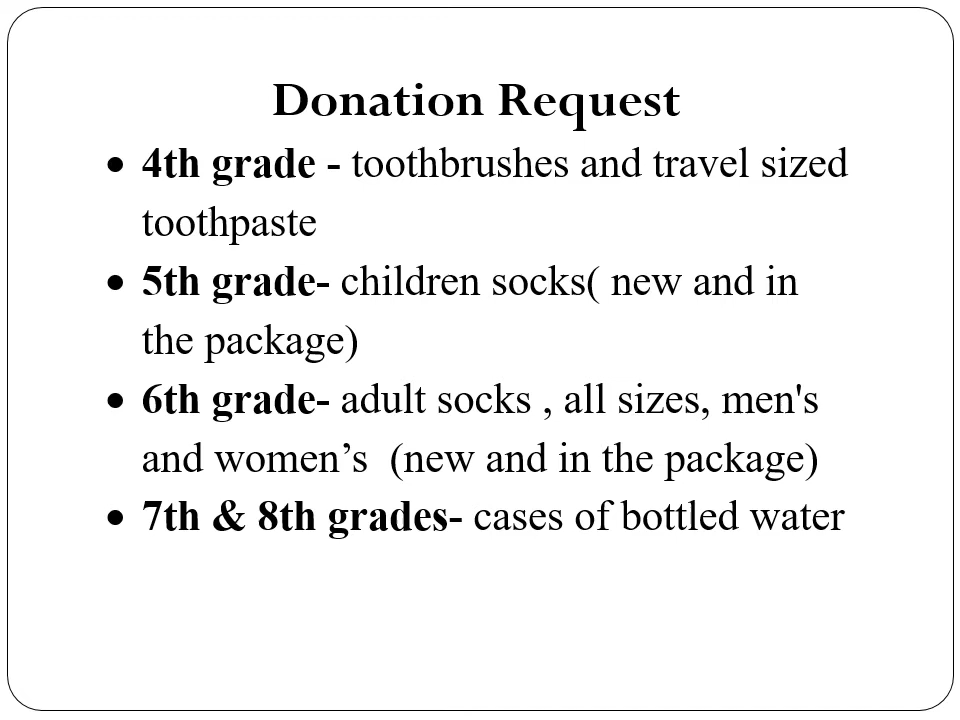 Donation Request
• 4th grade - toothbrushes and travel sized
toothpaste
• 5th grade- children socks( new and in
the package)
• 6th grade- adult socks , all sizes, men's
and women’s  (new and in the package)
• 7th & 8th grades- cases of bottled water